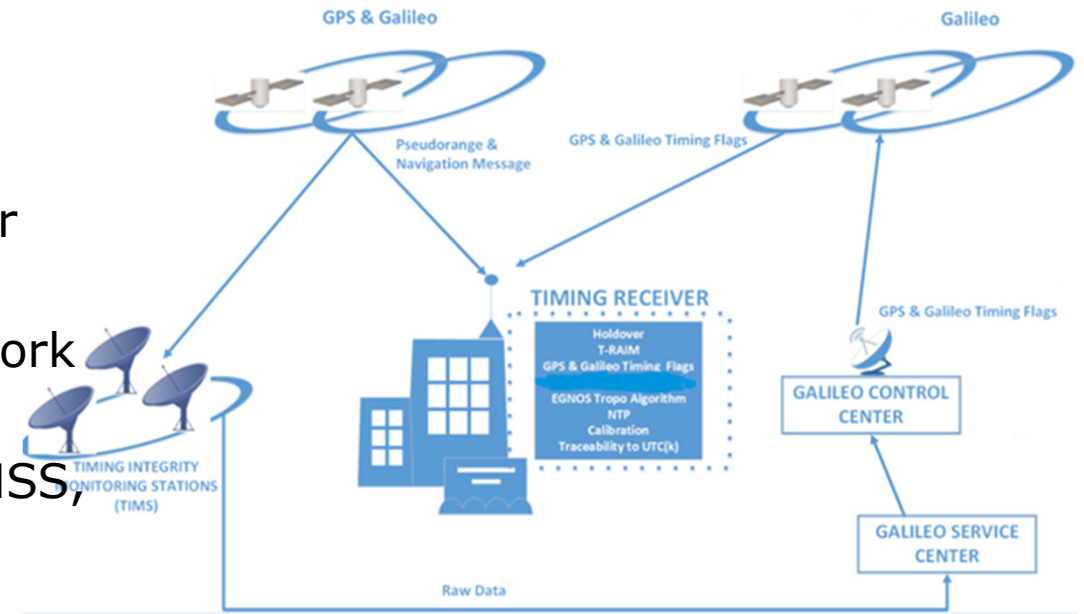 GPS & Galileo
Galileo
Pseudorange &
Navigation Message
GPS & Galileo Timing Flags
r
ork
TIMING RECEIVER
Holdover
T-RAIM
GPS & Galileo Timing Flags
EGNOS Tropo Algorithm
NTP
Calibration
Traceability to UTC(k)
GPS & Galileo Timing Flags
GALILEO CONTROL
CENTER
TIMING INTEGRITY
MONITORING STATIONS
(TIMS)
ISS,
GALILEO SERVICE
CENTER
Raw Data